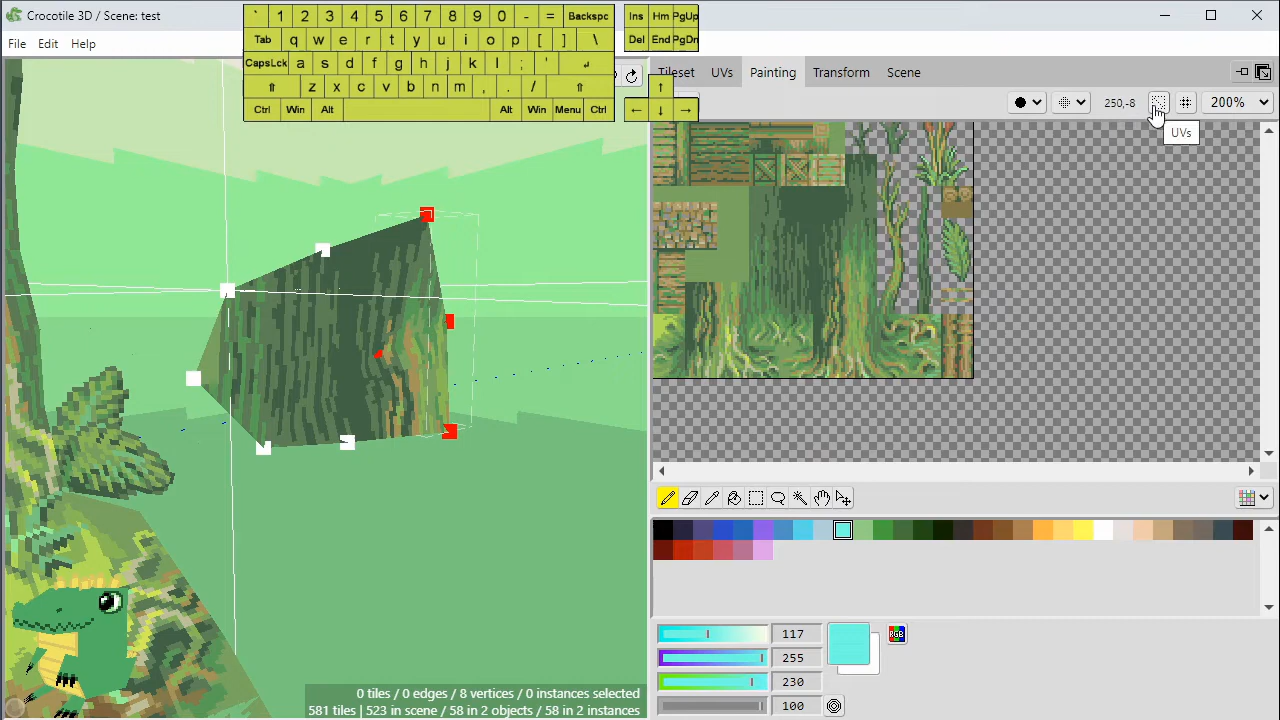 Crocotile 3D / Scene: test
File Edit Help
` 1 2 3 4 5 6 7 8 9 0 - = Backspc
Ins Hm PgUp
Tab q w e r t y u i o p [ ] \
Del End PgDn
CapsLck a s d f g h j k l ; ' ↲
⇧ z x c v b n m , . / ⇧
↑
Ctrl Win Alt Alt Win Menu Ctrl
← ↓ →
Tileset UVs Painting Transform Scene
250,-8
200%
UVs
117
255
RGB
230
100
0 tiles / 0 edges / 8 vertices / 0 instances selected
581 tiles | 523 in scene / 58 in 2 objects / 58 in 2 instances